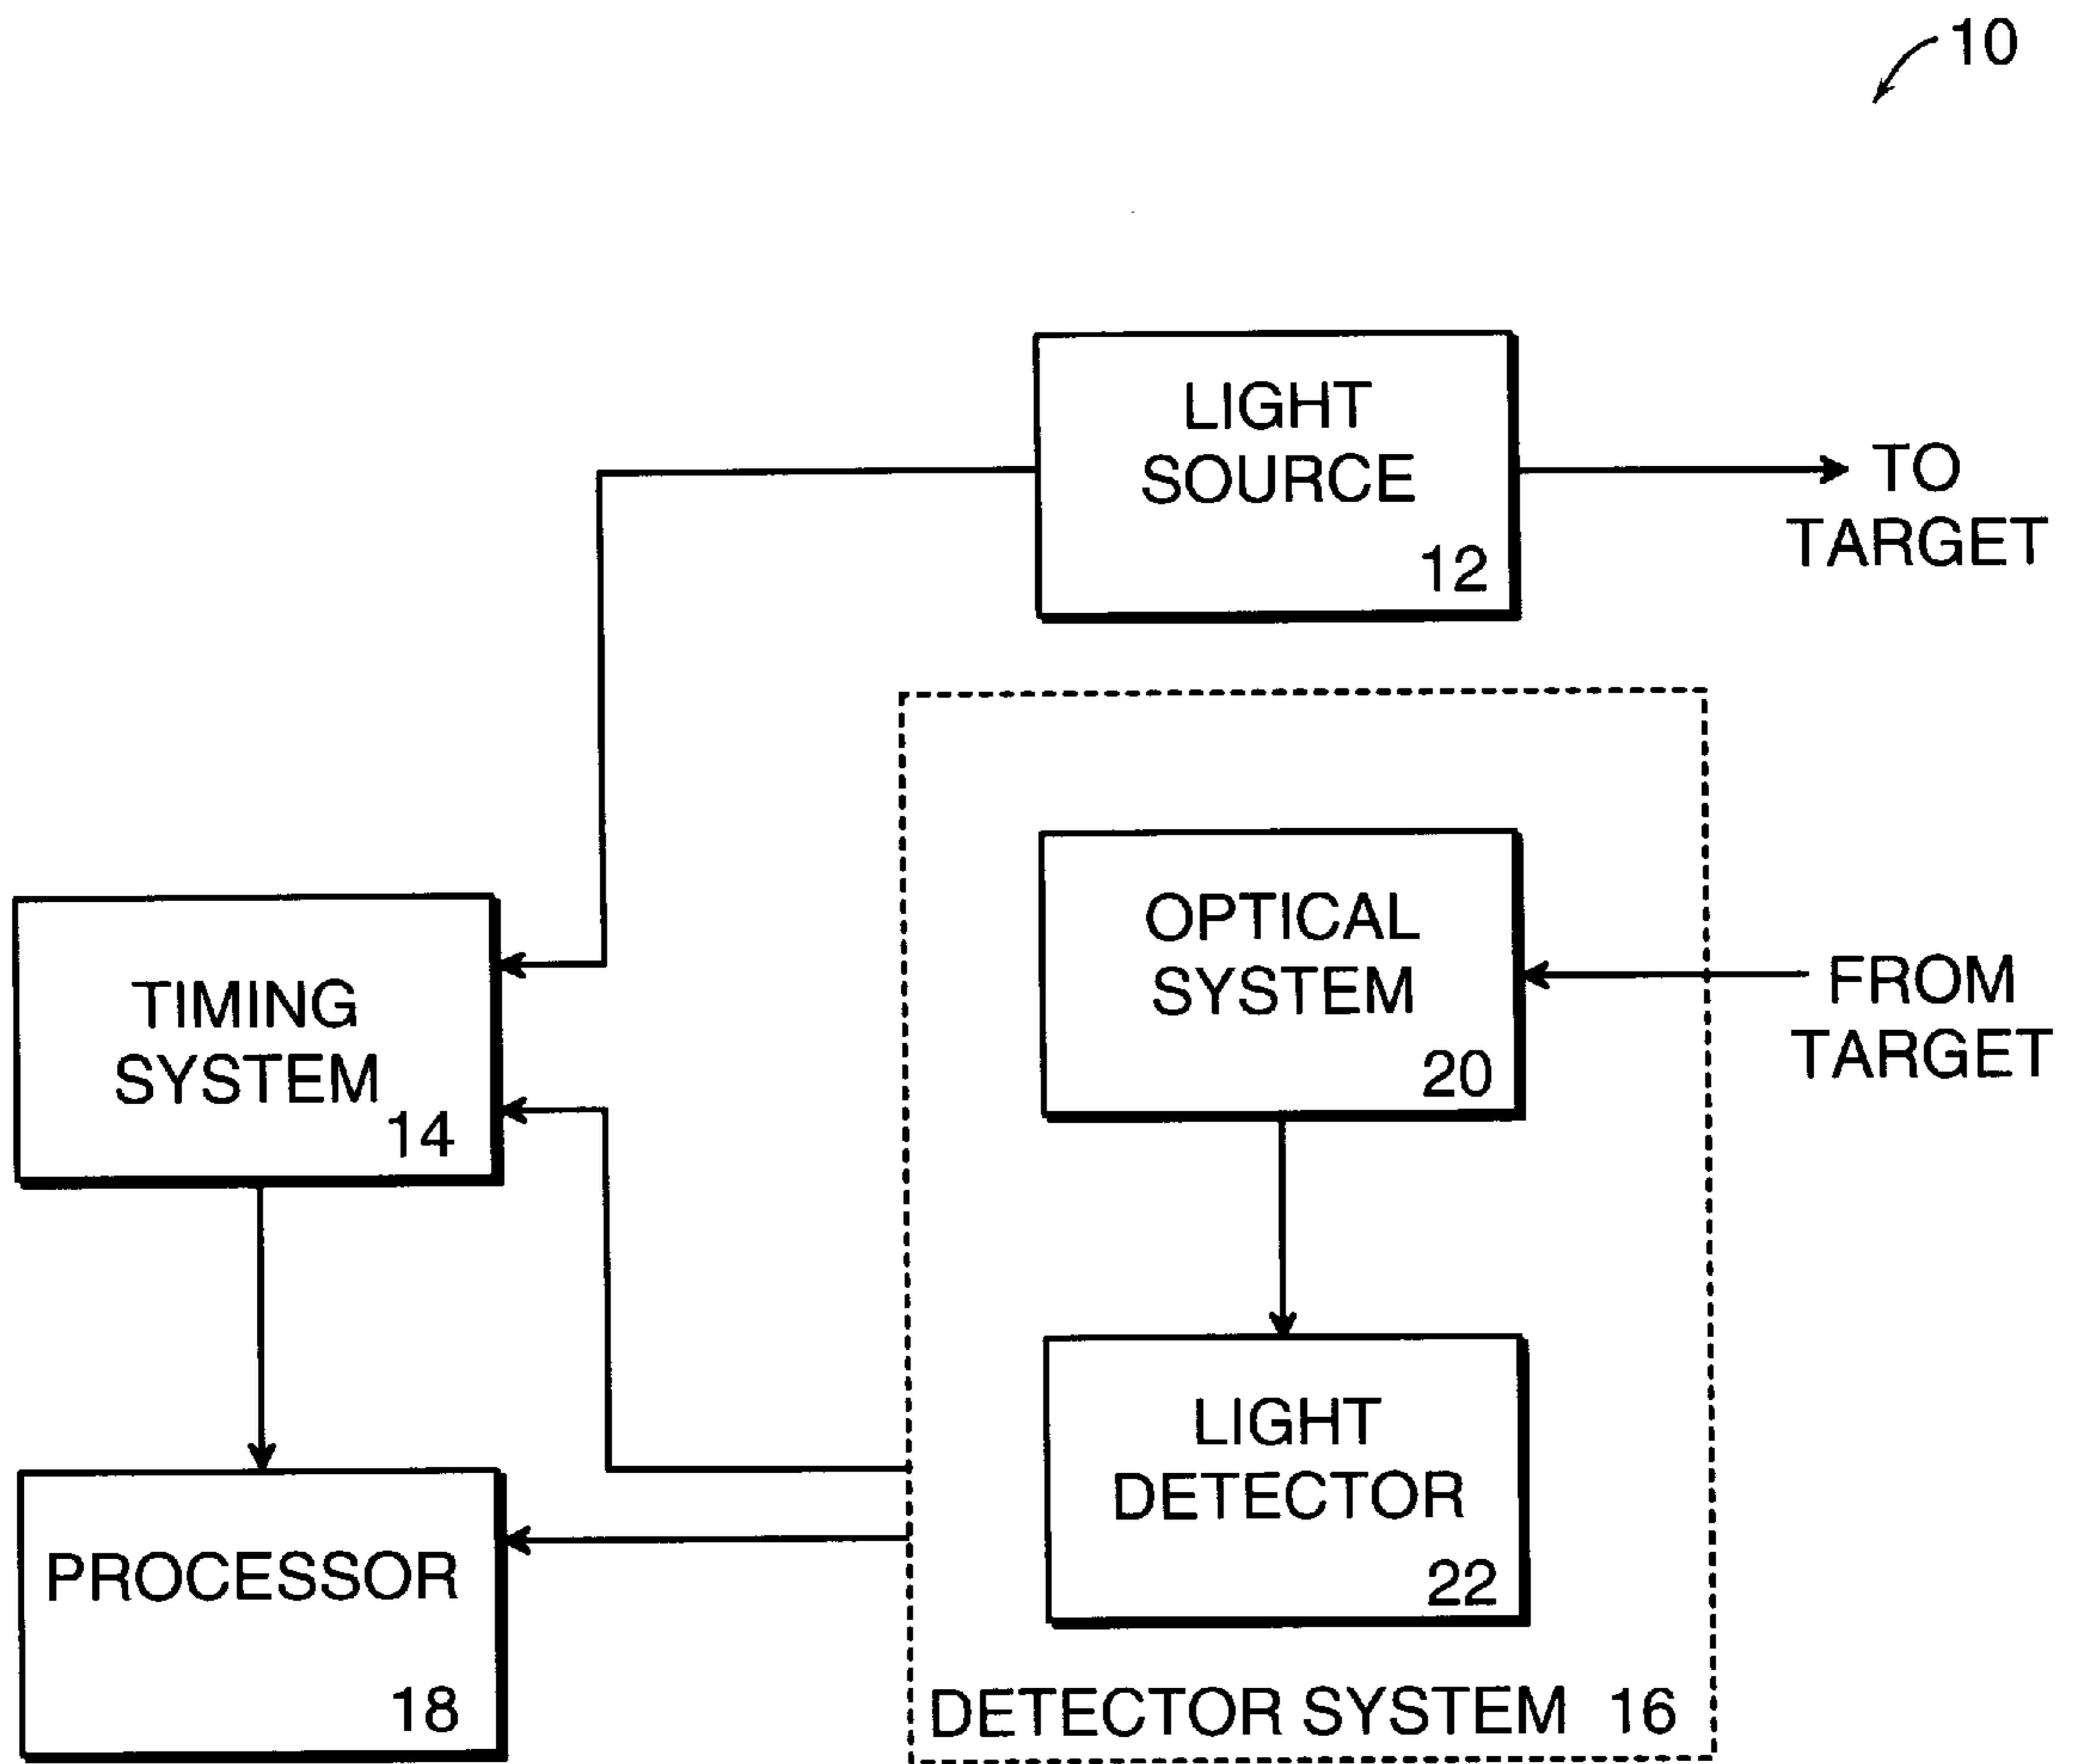 10
LIGHT
SOURCE
12
TO
TARGET
OPTICAL
SYSTEM
20
FROM
TARGET
TIMING
SYSTEM
14
LIGHT
DETECTOR
22
PROCESSOR
18
DETECTOR SYSTEM 16